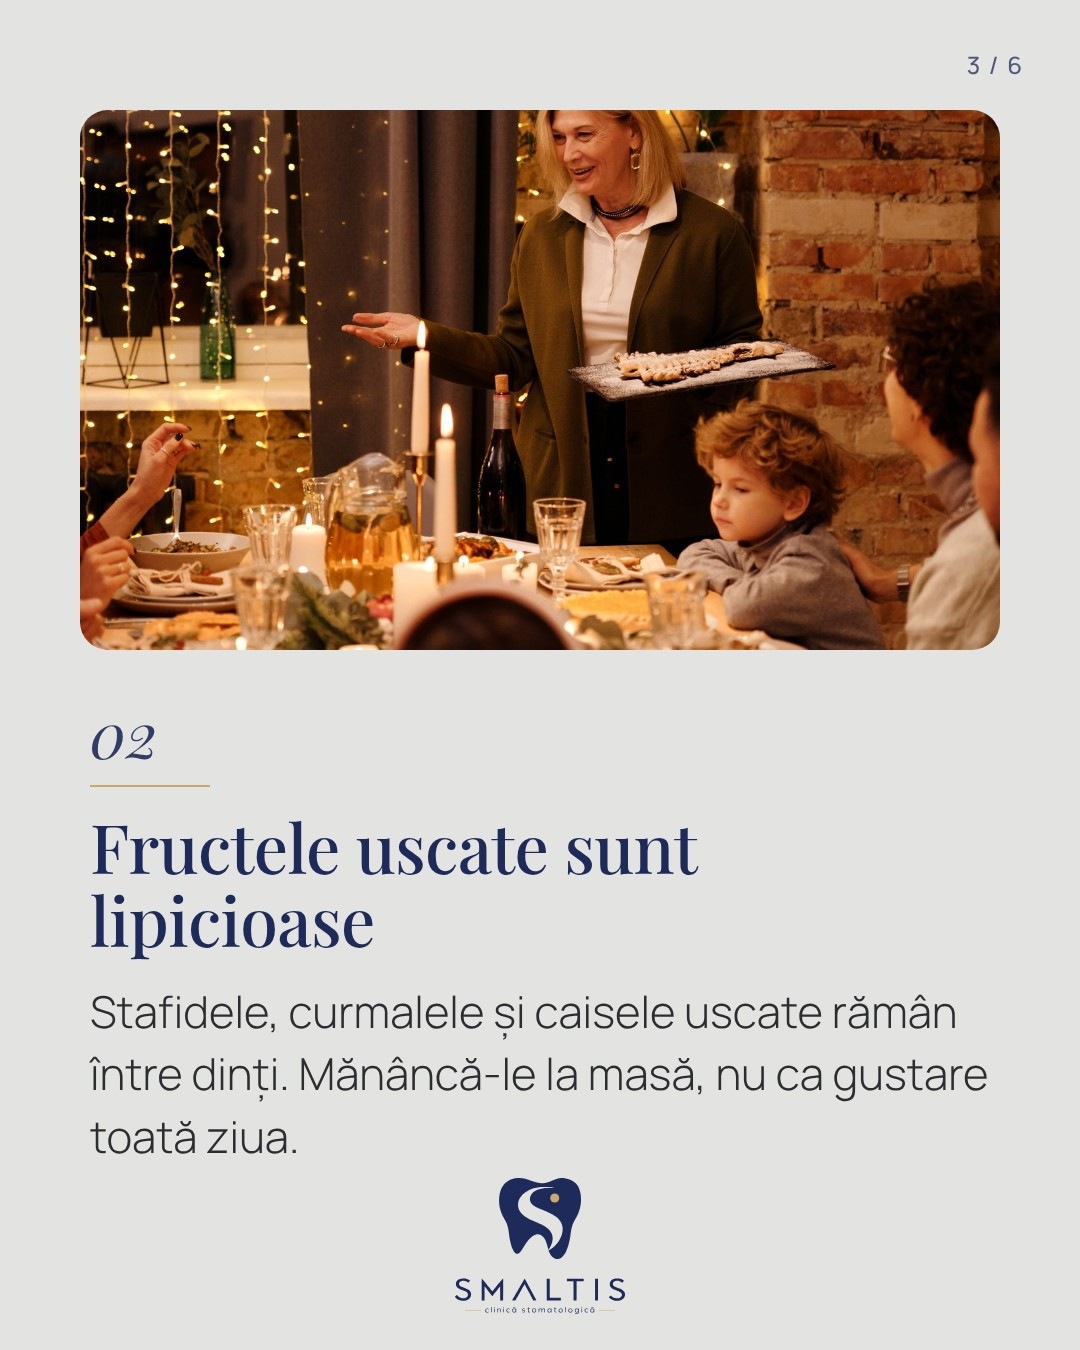 3 / 6
02
Fructele uscate sunt
lipicioase
Stafidele, curmalele și caisele uscate rămân
între dinți. Mănâncă-le la masă, nu ca gustare
toată ziua.
SMALTIS
clinică stomatologică